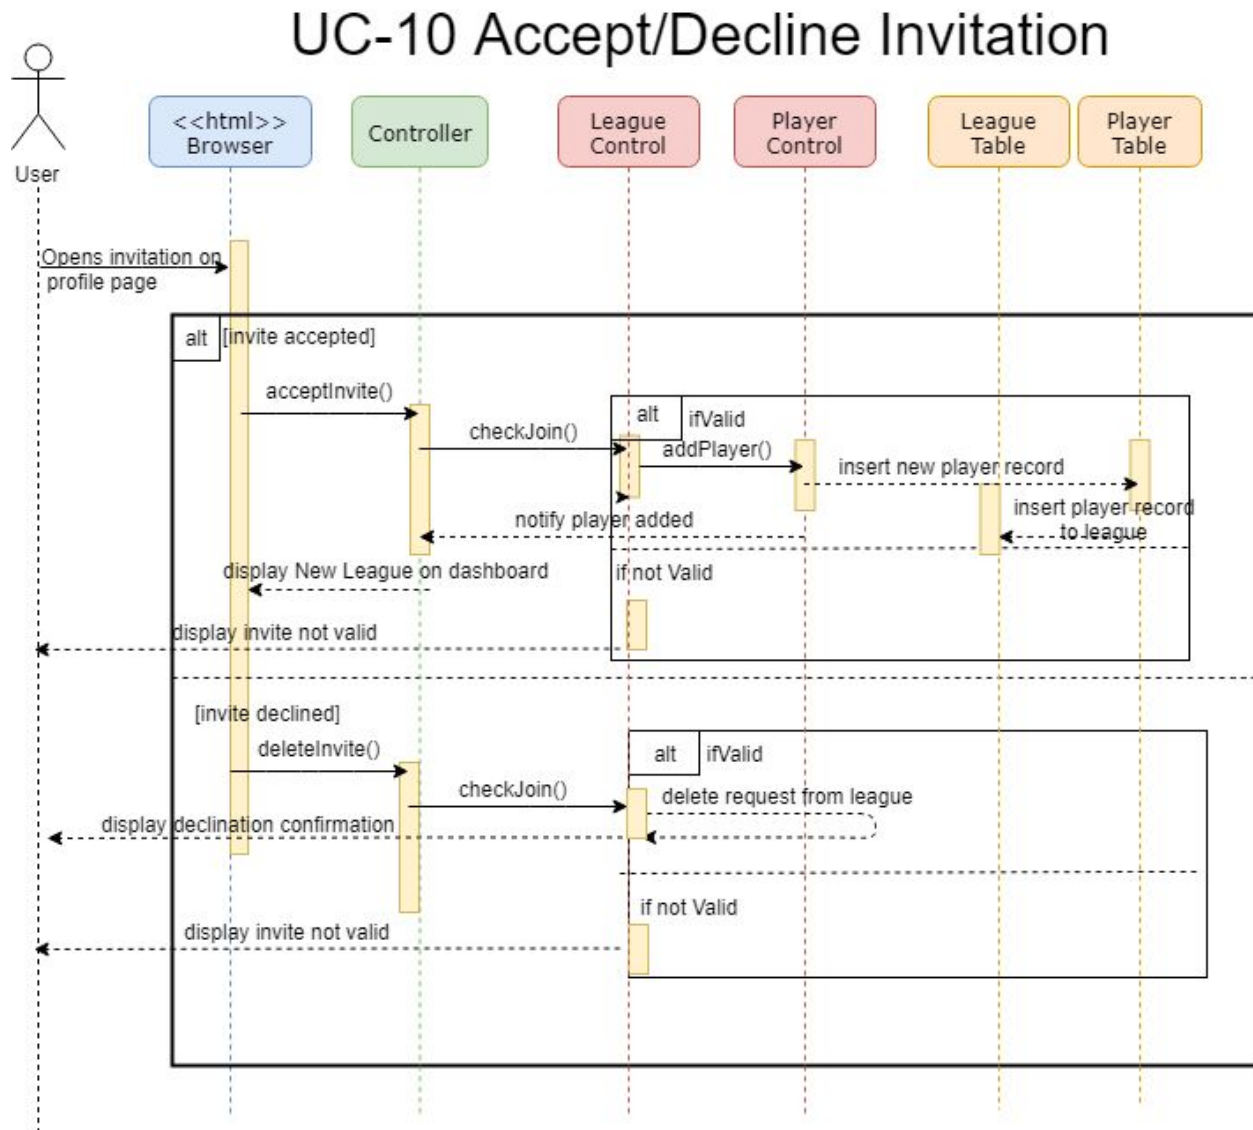 UC-10 Accept/Decline Invitation
<<html>>
Browser
Controller
League
Control
Player
Control
League
Table
Player
Table
User
Opens invitation on
profile page
alt
[invite accepted]
acceptInvite()
checkJoin()
alt
ifValid
addPlayer()
insert new player record
insert player record
to league
notify player added
display New League on dashboard
if not Valid
display invite not valid
[invite declined]
deleteInvite()
checkJoin()
alt
ifValid
delete request from league
display declination confirmation
if not Valid
display invite not valid